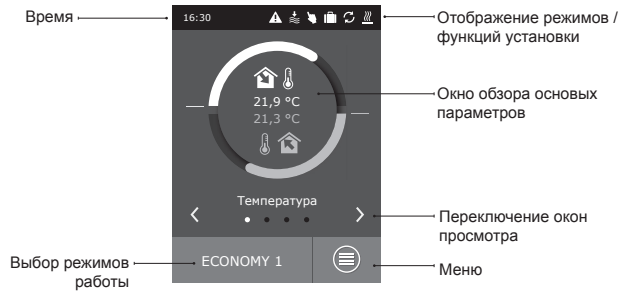 Время
16:30
Отображение режимов /
функций установки
21,9 °C
21,3 °C
Окно обзора основых
параметров
Температура
Переключение окон
просмотра
Выбор режимов
работы
ECONOMY 1
Меню